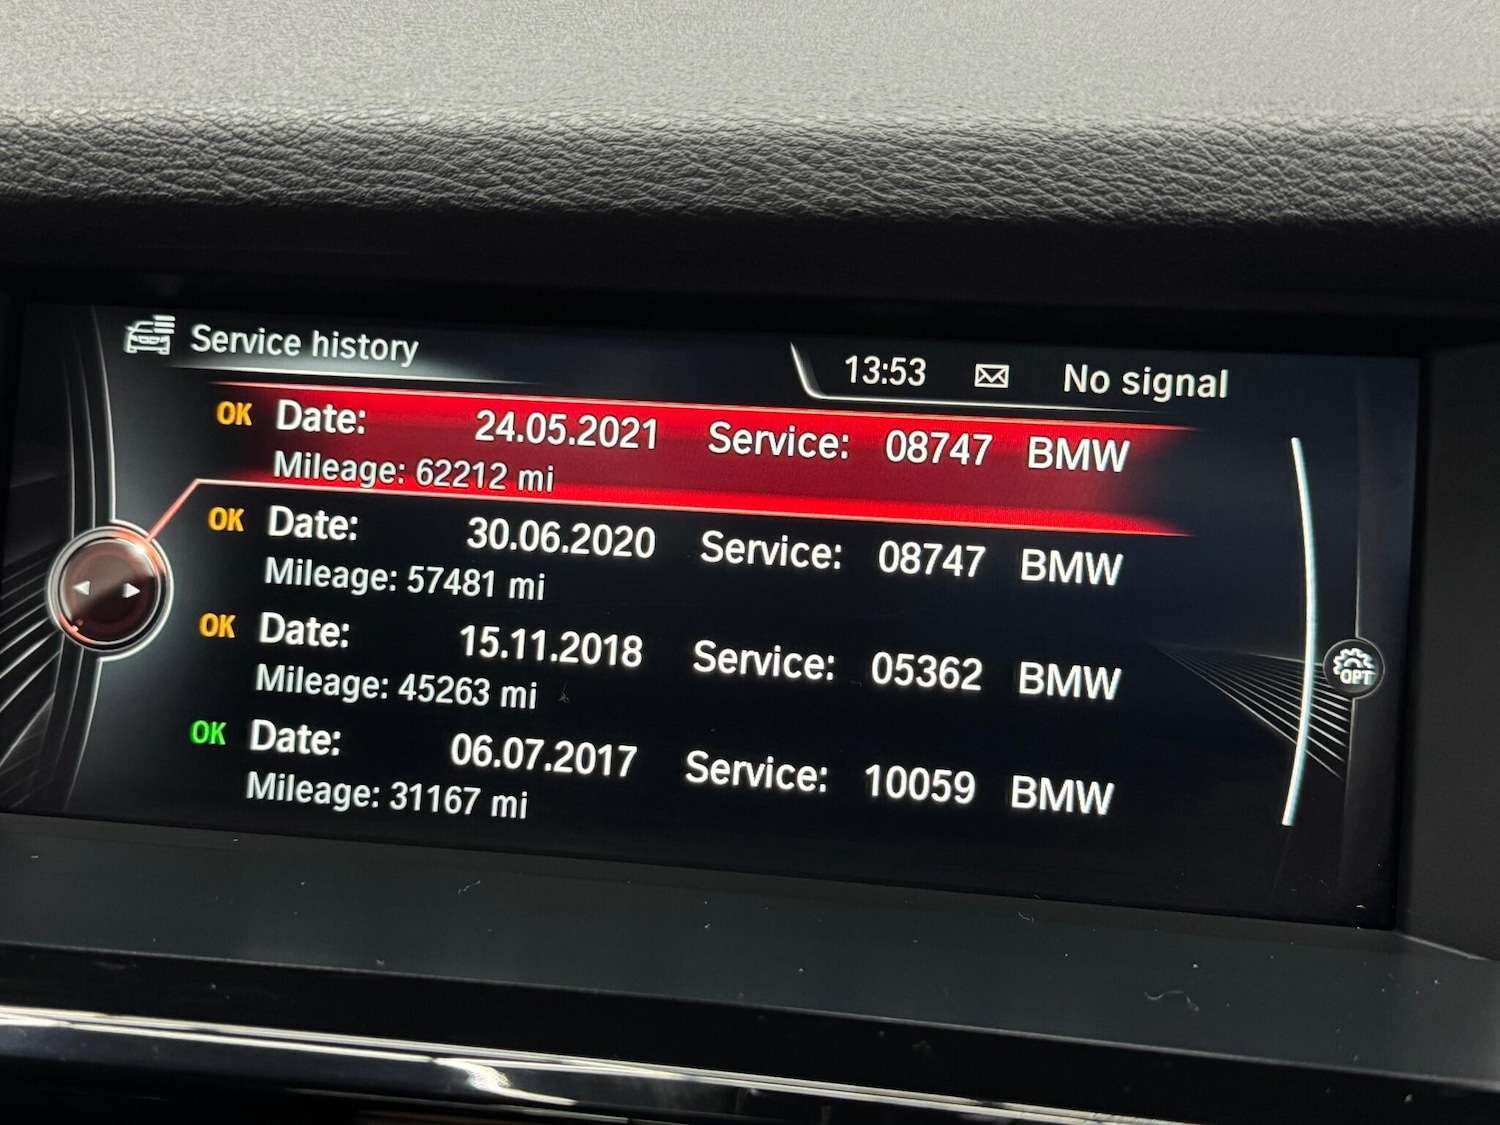 Service history
13:53 No signal
OK Date: 24.05.2021 Service: 08747 BMW
Mileage: 62212 mi
OK Date: 30.06.2020 Service: 08747 BMW
Mileage: 57481 mi
OK Date: 15.11.2018 Service: 05362 BMW
Mileage: 45263 mi
OK Date: 06.07.2017 Service: 10059 BMW
Mileage: 31167 mi
OPT